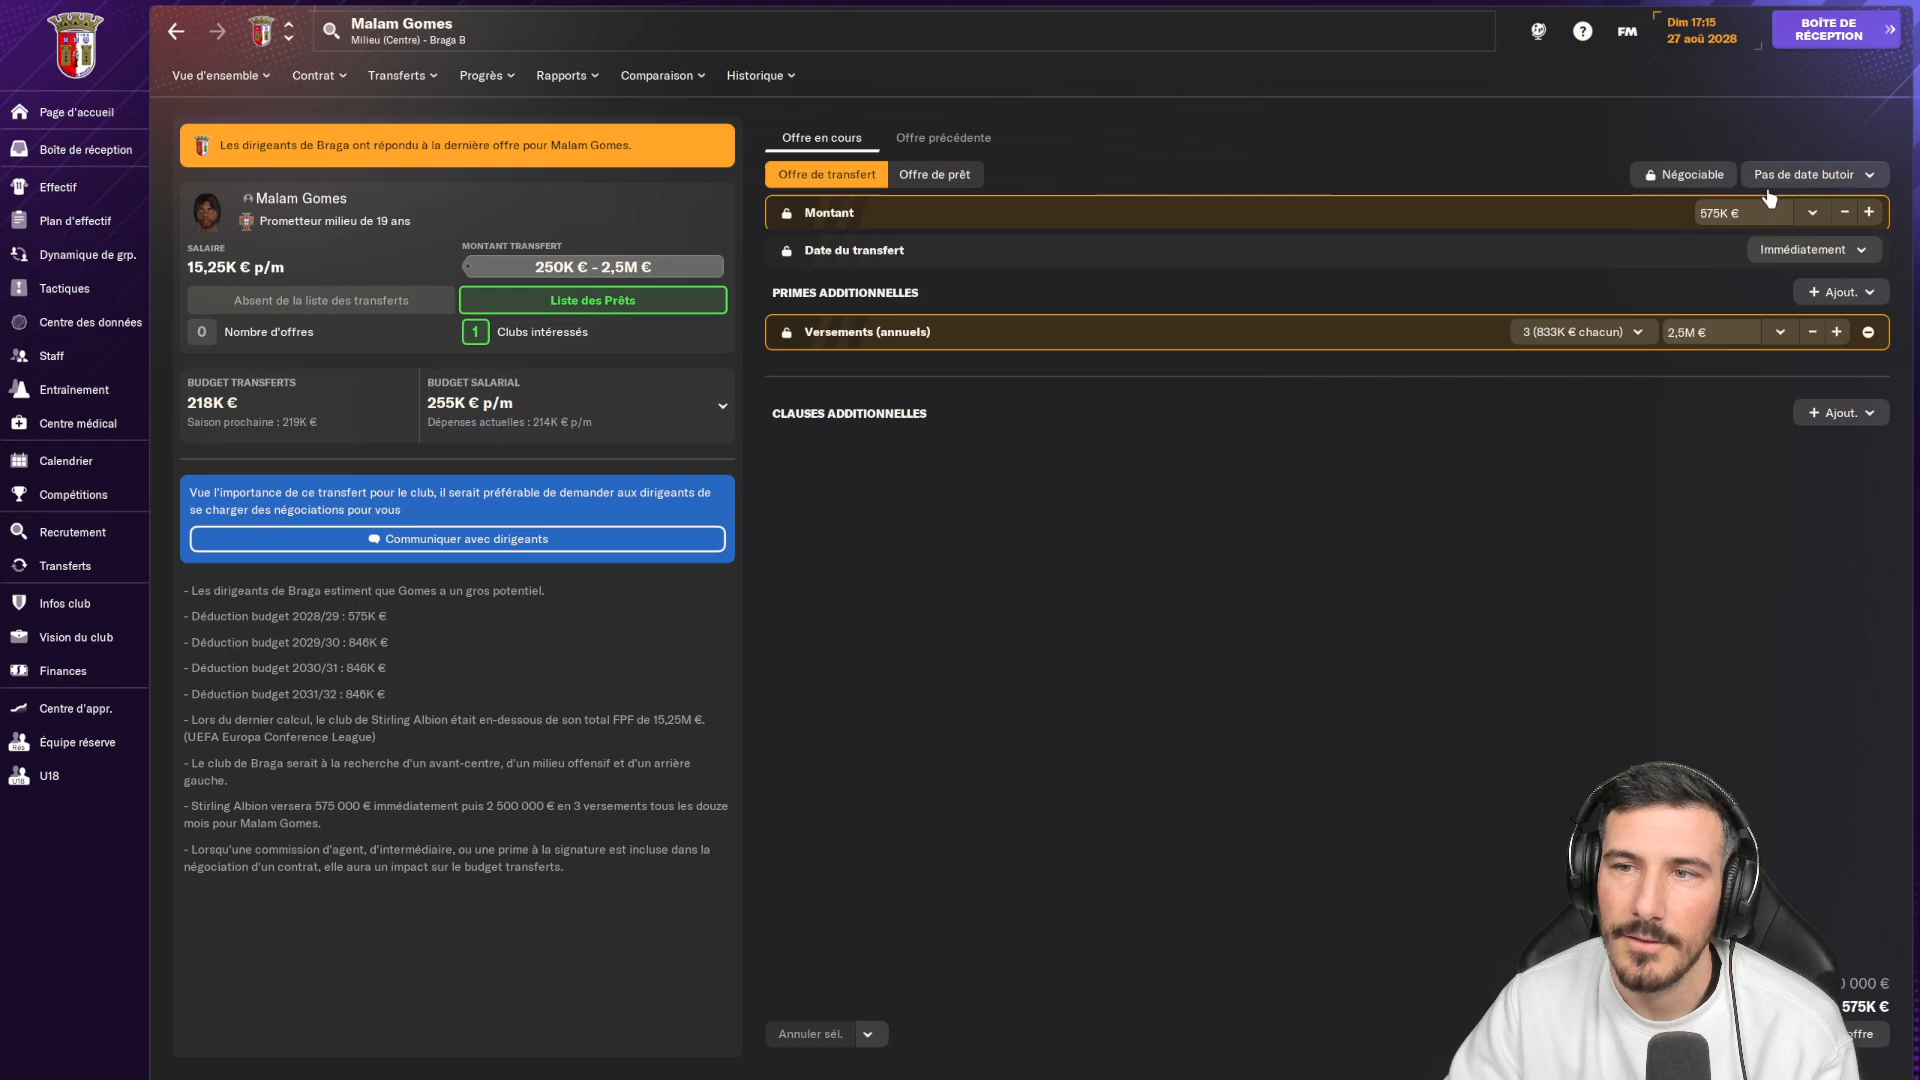 Malam Gomes
Milieu (Centre) - Braga B
FM
Dim 17:15
27 aoû 2028
BOÎTE DE
RÉCEPTION
Vue d'ensemble
Contrat
Transferts
Progrès
Rapports
Comparaison
Historique
Page d'accueil
Boîte de réception
Effectif
Plan d'effectif
Dynamique de grp.
Tactiques
Centre des données
Staff
Entraînement
Centre médical
Calendrier
Compétitions
Recrutement
Transferts
Infos club
Vision du club
Finances
Centre d'appr.
Équipe réserve
U18
Les dirigeants de Braga ont répondu à la dernière offre pour Malam Gomes.
Malam Gomes
Prometteur milieu de 19 ans
SALAIRE
15,25K € p/m
MONTANT TRANSFERT
250K € - 2,5M €
Absent de la liste des transferts
Liste des Prêts
0 Nombre d'offres
1 Clubs intéressés
BUDGET TRANSFERTS
218K €
Saison prochaine : 219K €
BUDGET SALARIAL
255K € p/m
Dépenses actuelles : 214K € p/m
Vue l'importance de ce transfert pour le club, il serait préférable de demander aux dirigeants de
se charger des négociations pour vous
Communiquer avec dirigeants
- Les dirigeants de Braga estiment que Gomes a un gros potentiel.
- Déduction budget 2028/29 : 575K €
- Déduction budget 2029/30 : 846K €
- Déduction budget 2030/31 : 846K €
- Déduction budget 2031/32 : 846K €
- Lors du dernier calcul, le club de Stirling Albion était en-dessous de son total FPF de 15,25M €.
(UEFA Europa Conference League)
- Le club de Braga serait à la recherche d'un avant-centre, d'un milieu offensif et d'un arrière
gauche.
- Stirling Albion versera 575 000 € immédiatement puis 2 500 000 € en 3 versements tous les douze
mois pour Malam Gomes.
- Lorsqu'une commission d'agent, d'intermédiaire, ou une prime à la signature est incluse dans la
négociation d'un contrat, elle aura un impact sur le budget transferts.
Offre en cours
Offre précédente
Offre de transfert
Offre de prêt
Négociable
Pas de date butoir
Montant
575K €
Date du transfert
Immédiatement
PRIMES ADDITIONNELLES
+ Ajout.
Versements (annuels)
3 (833K € chacun)
2,5M €
CLAUSES ADDITIONNELLES
+ Ajout.
000 €
575K €
Annuler sél.
offre